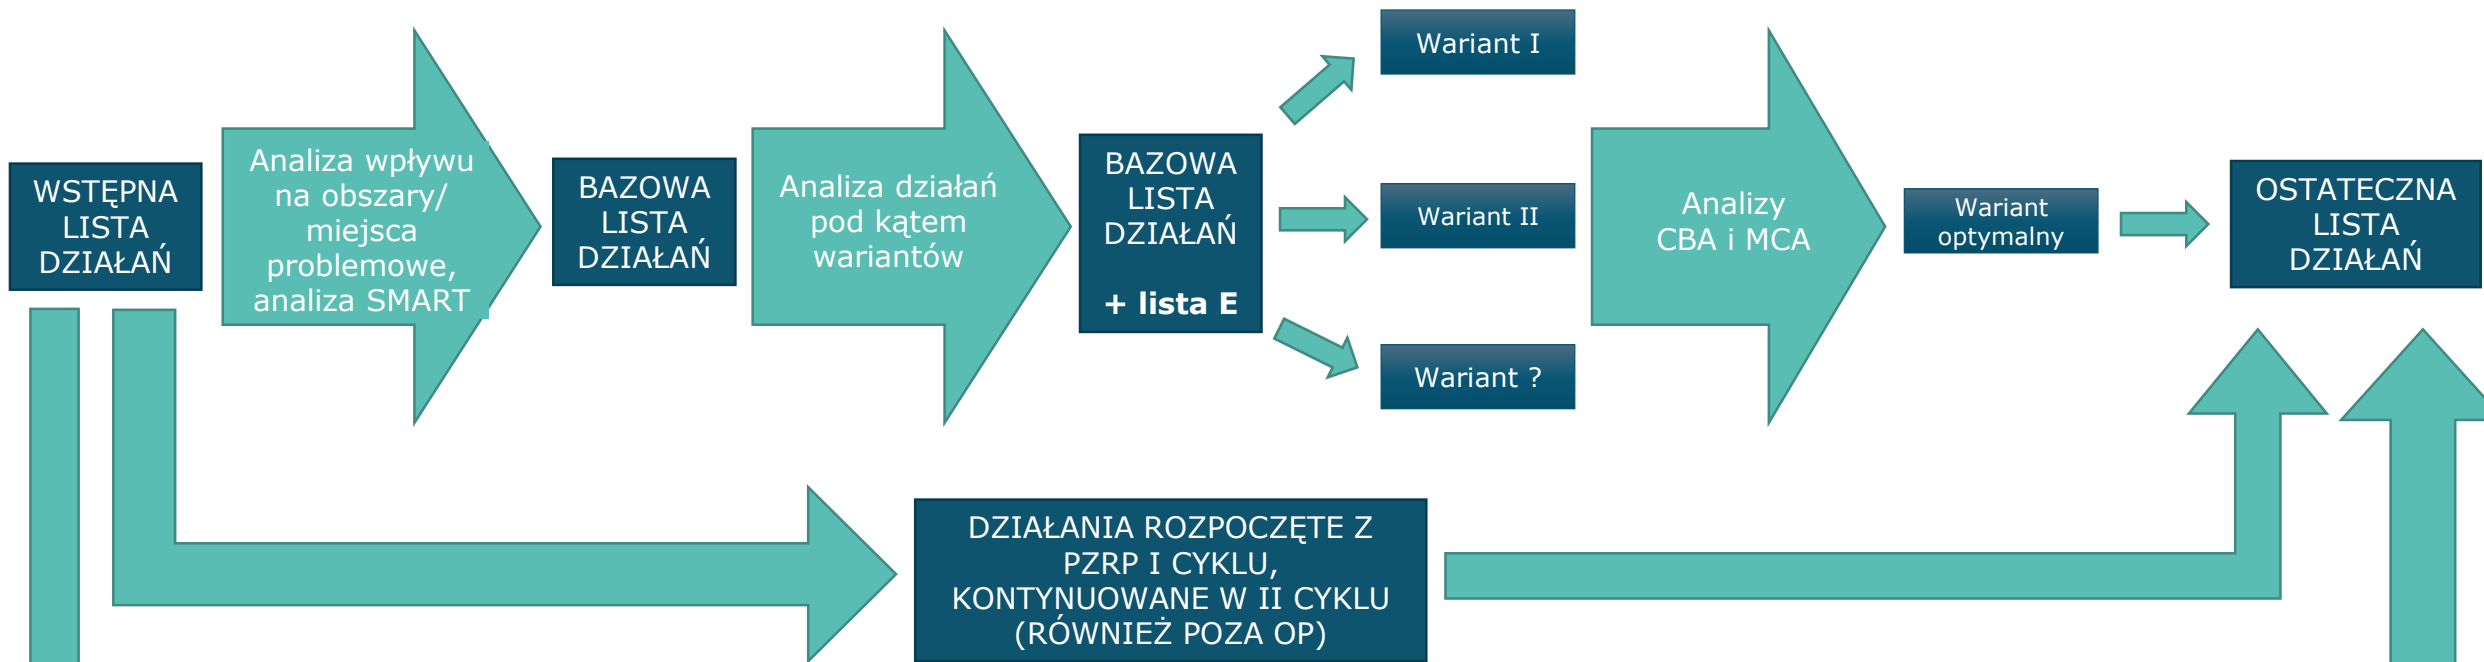 WSTĘPNA
LISTA
DZIAŁAŃ
Analiza wpływu
na obszary/
miejsca
problemowe,
analiza SMART
BAZOWA
LISTA
DZIAŁAŃ
Analiza działań
pod kątem
wariantów
BAZOWA
LISTA
DZIAŁAŃ
+ lista E
Wariant I
Wariant II
Wariant ?
Analizy
CBA i MCA
Wariant
optymalny
OSTATECZNA
LISTA
DZIAŁAŃ
DZIAŁANIA ROZPOCZĘTE Z
PZRP I CYKLU,
KONTYNUOWANE W II CYKLU
(RÓWNIEŻ POZA OP)